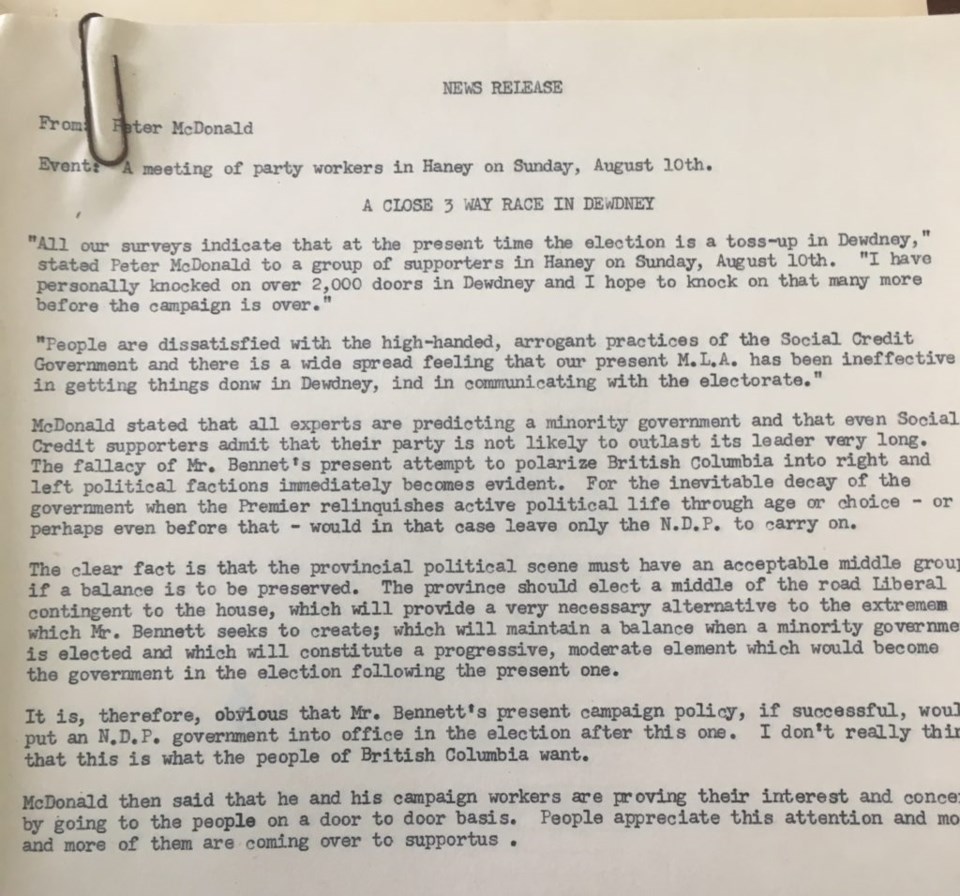 NEWS RELEASE
From: Peter McDonald
Event: A meeting of party workers in Haney on Sunday, August 10th.
A CLOSE 3 WAY RACE IN DEWDNEY
"All our surveys indicate that at the present time the election is a toss-up in Dewdney,"
stated Peter McDonald to a group of supporters in Haney on Sunday, August 10th. "I have
personally knocked on over 2,000 doors in Dewdney and I hope to knock on that many more
before the campaign is over."
"People are dissatisfied with the high-handed, arrogant practices of the Social Credit
Government and there is a wide spread feeling that our present M.L.A. has been ineffective
in getting things donw in Dewdney, ind in communicating with the electorate."
McDonald stated that all experts are predicting a minority government and that even Social
Credit supporters admit that their party is not likely to outlast its leader very long.
The fallacy of Mr. Bennet's present attempt to polarize British Columbia into right and
left political factions immediately becomes evident. For the inevitable decay of the
government when the Premier relinquishes active political life through age or choice - or
perhaps even before that - would in that case leave only the N.D.P. to carry on.
The clear fact is that the provincial political scene must have an acceptable middle group
if a balance is to be preserved. The province should elect a middle of the road Liberal
contingent to the house, which will provide a very necessary alternative to the extremem
which Mr. Bennett seeks to create; which will maintain a balance when a minority governme
is elected and which will constitute a progressive, moderate element which would become
the government in the election following the present one.
It is, therefore, obvious that Mr. Bennett's present campaign policy, if successful, woul
put an N.D.P. government into office in the election after this one. I don't really thin
that this is what the people of British Columbia want.
McDonald then said that he and his campaign workers are proving their interest and conce
by going to the people on a door to door basis. People appreciate this attention and mo
and more of them are coming over to supportus .